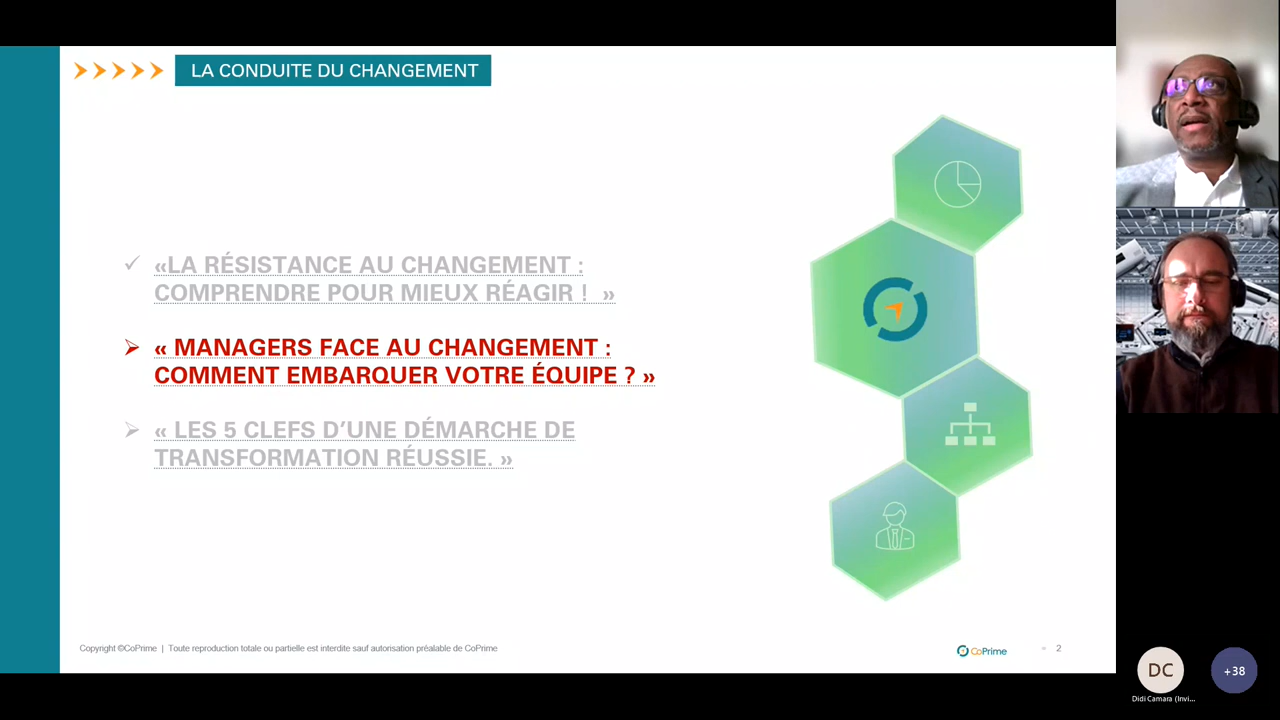 LA CONDUITE DU CHANGEMENT
«LA RÉSISTANCE AU CHANGEMENT :
COMPRENDRE POUR MIEUX RÉAGIR ! »
« MANAGERS FACE AU CHANGEMENT :
COMMENT EMBARQUER VOTRE ÉQUIPE ? »
« LES 5 CLEFS D’UNE DÉMARCHE DE
TRANSFORMATION RÉUSSIE. »
Copyright ©CoPrime | Toute reproduction totale ou partielle est interdite sauf autorisation préalable de CoPrime
CoPrime
2
DC
+38
Didi Camara (Invi...